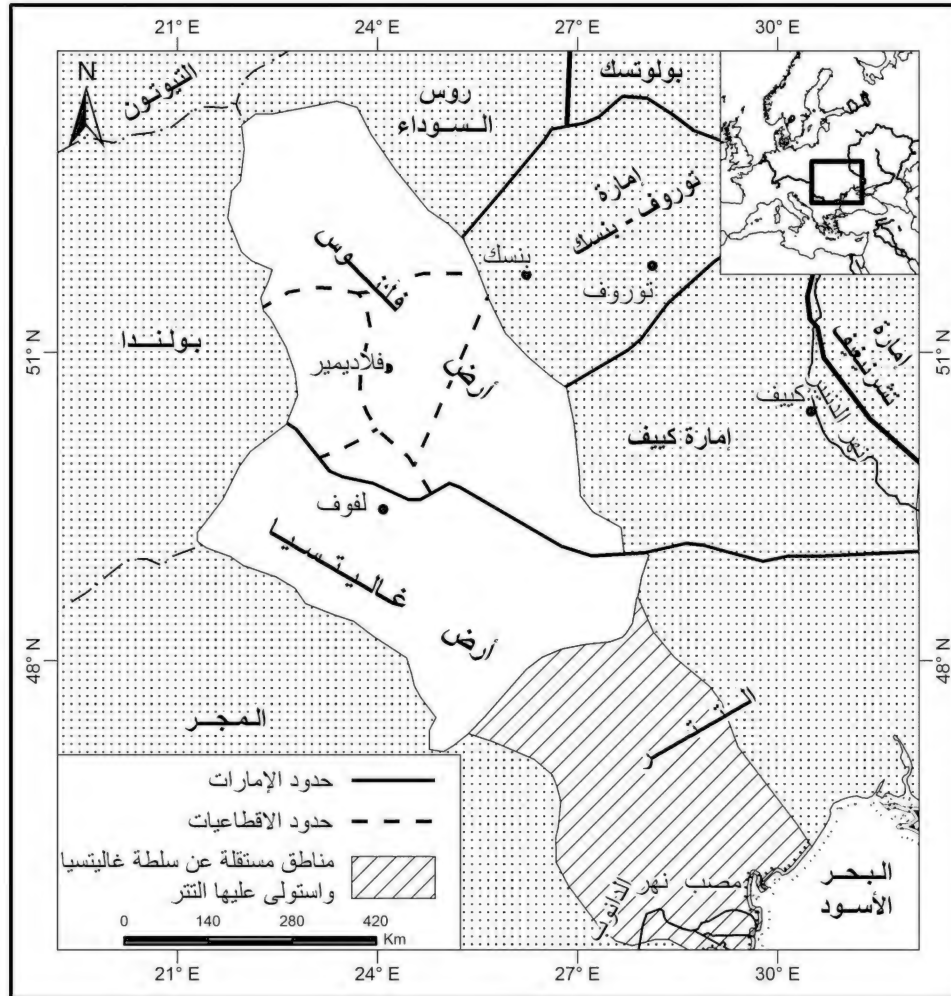 21° E
24° E
27° E
30° E
N
التيوتون
روس
السوداء
بولوتسك
إمارة
توروف - بنسك
بنسك
توروف
51° N
51° N
بولندا
فلاديمير
أرض
إمارة
تشرنيغيف
نهر الدنيبر
كييف
إمارة كييف
لفوف
غاليتسيا
أرض
48° N
48° N
المجر
التتر
حدود الإمارات
حدود الاقطاعيات
مناطق مستقلة عن سلطة غاليتسيا
واستولى عليها التتر
0 140 280 420
Km
مصب نهر الدانوب
البحر
الأسود
21° E
24° E
27° E
30° E